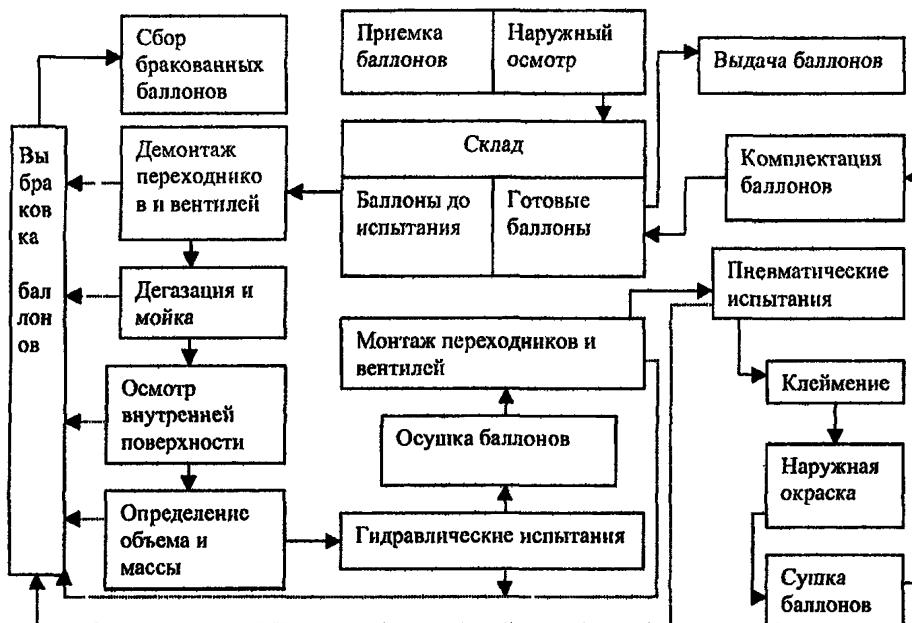 Сбор
бракованных
баллонов
Приемка
баллонов
Наружный
осмотр
Выдача баллонов
Вы
бра
ков
ка
бал
лон
ов
Демонтаж
переходнико
в и вентилей
Склад
Баллоны до
испытания
Готовые
баллоны
Комплектация
баллонов
Дегазация и
мойка
Пневматические
испытания
Монтаж переходников и
вентилей
Осмотр
внутренней
поверхности
Клеймение
Осушка баллонов
Наружная
окраска
Определение
объема и
массы
Гидравлические испытания
Сушка
баллонов